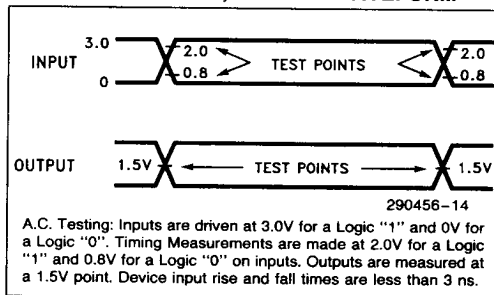 3.0
INPUT
0
2.0
0.8
TEST POINTS
2.0
0.8
OUTPUT 1.5V TEST POINTS 1.5V
290456-14
A.C. Testing: Inputs are driven at 3.0V for a Logic "1" and 0V for
a Logic "0". Timing Measurements are made at 2.0V for a Logic
"1" and 0.8V for a Logic "0" on inputs. Outputs are measured at
a 1.5V point. Device input rise and fall times are less than 3 ns.